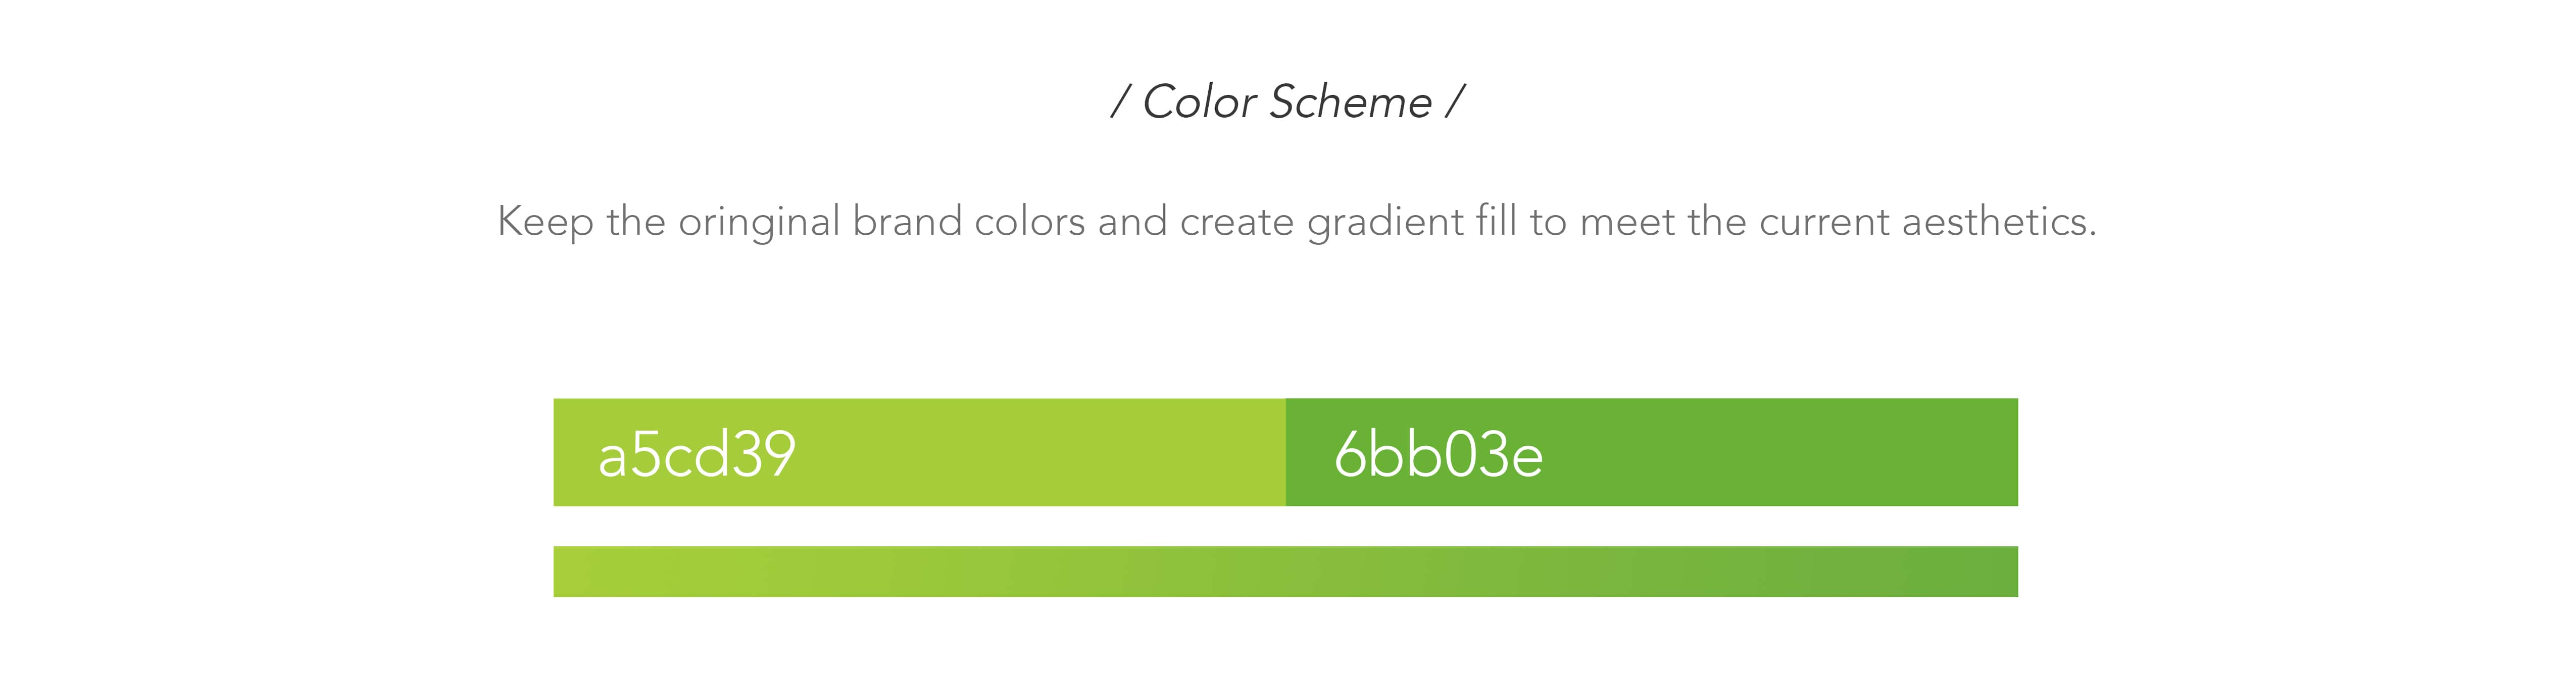 / Color Scheme /
Keep the oringinal brand colors and create gradient fill to meet the current aesthetics.
a5cd39
6bb03e